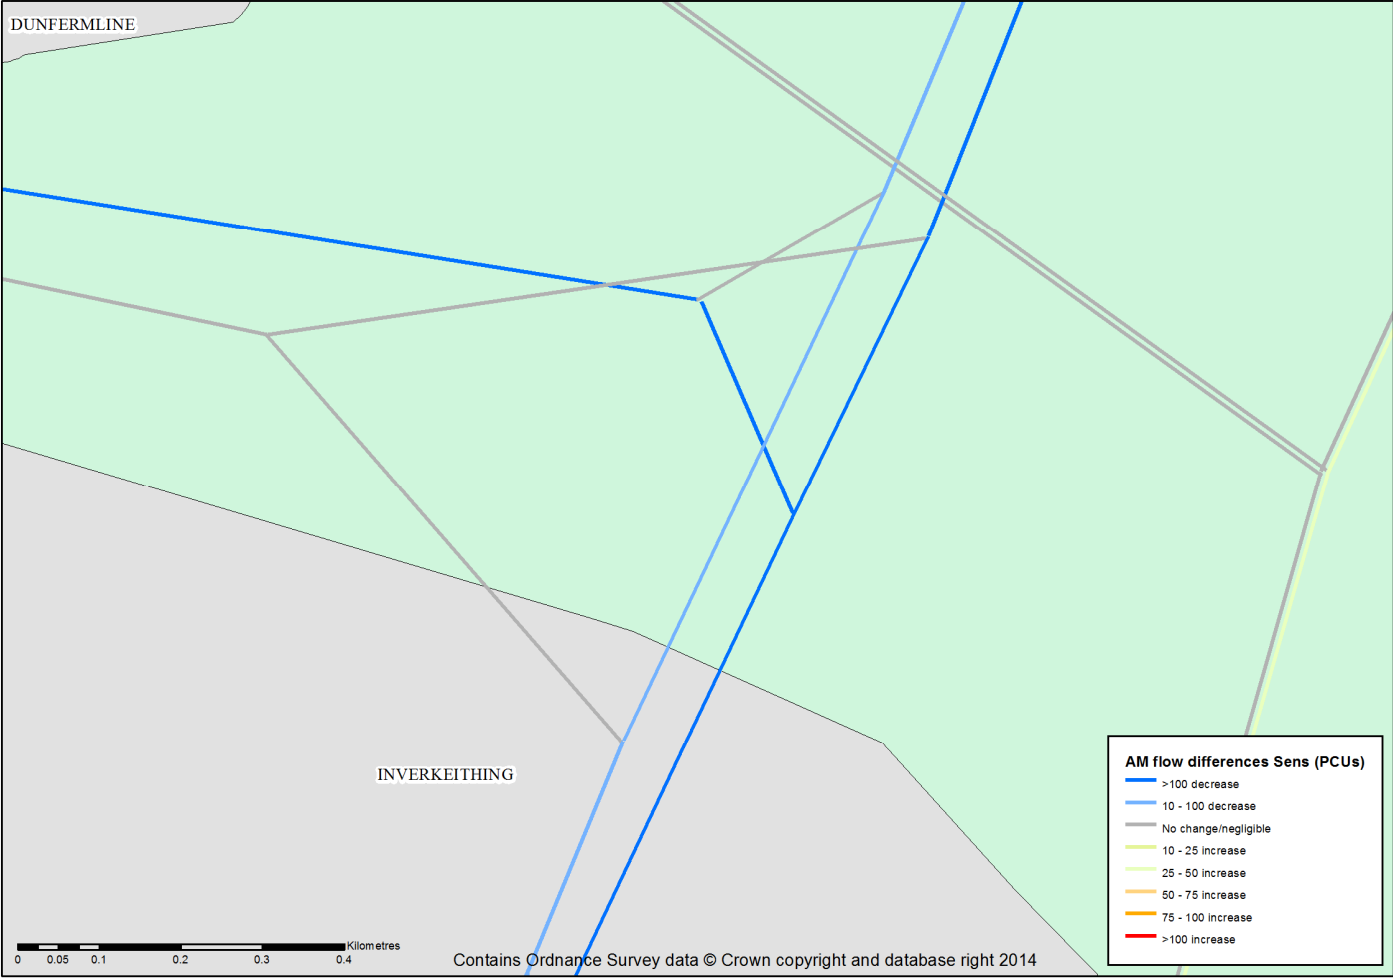 DUNFERMLINE
INVERKEITHING
AM flow differences Sens (PCUs)
>100 decrease
10 - 100 decrease
No change/negligible
10 - 25 increase
25 - 50 increase
50 - 75 increase
75 - 100 increase
>100 increase
Kilometres
0 0.05 0.1 0.2 0.3 0.4
Contains Ordnance Survey data © Crown copyright and database right 2014